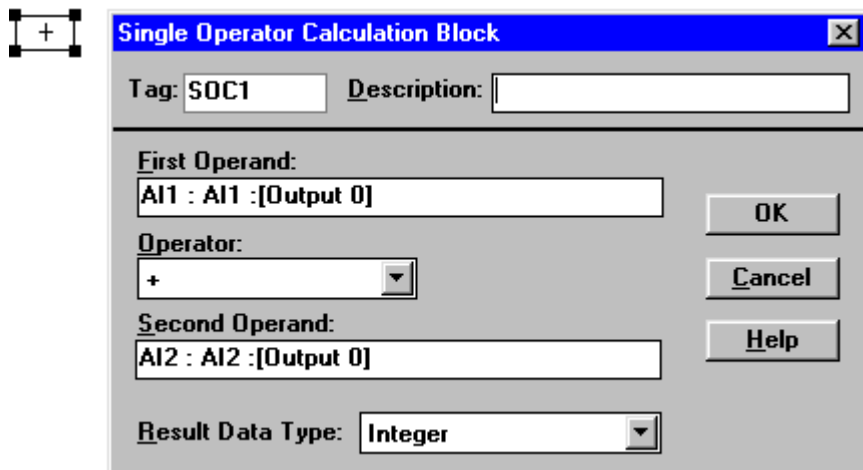 +
Single Operator Calculation Block
Tag: SOC1 Description:
First Operand:
AI1 : AI1 :[Output 0]
OK
Operator:
+
Cancel
Second Operand:
AI2 : AI2 :[Output 0]
Help
Result Data Type: Integer